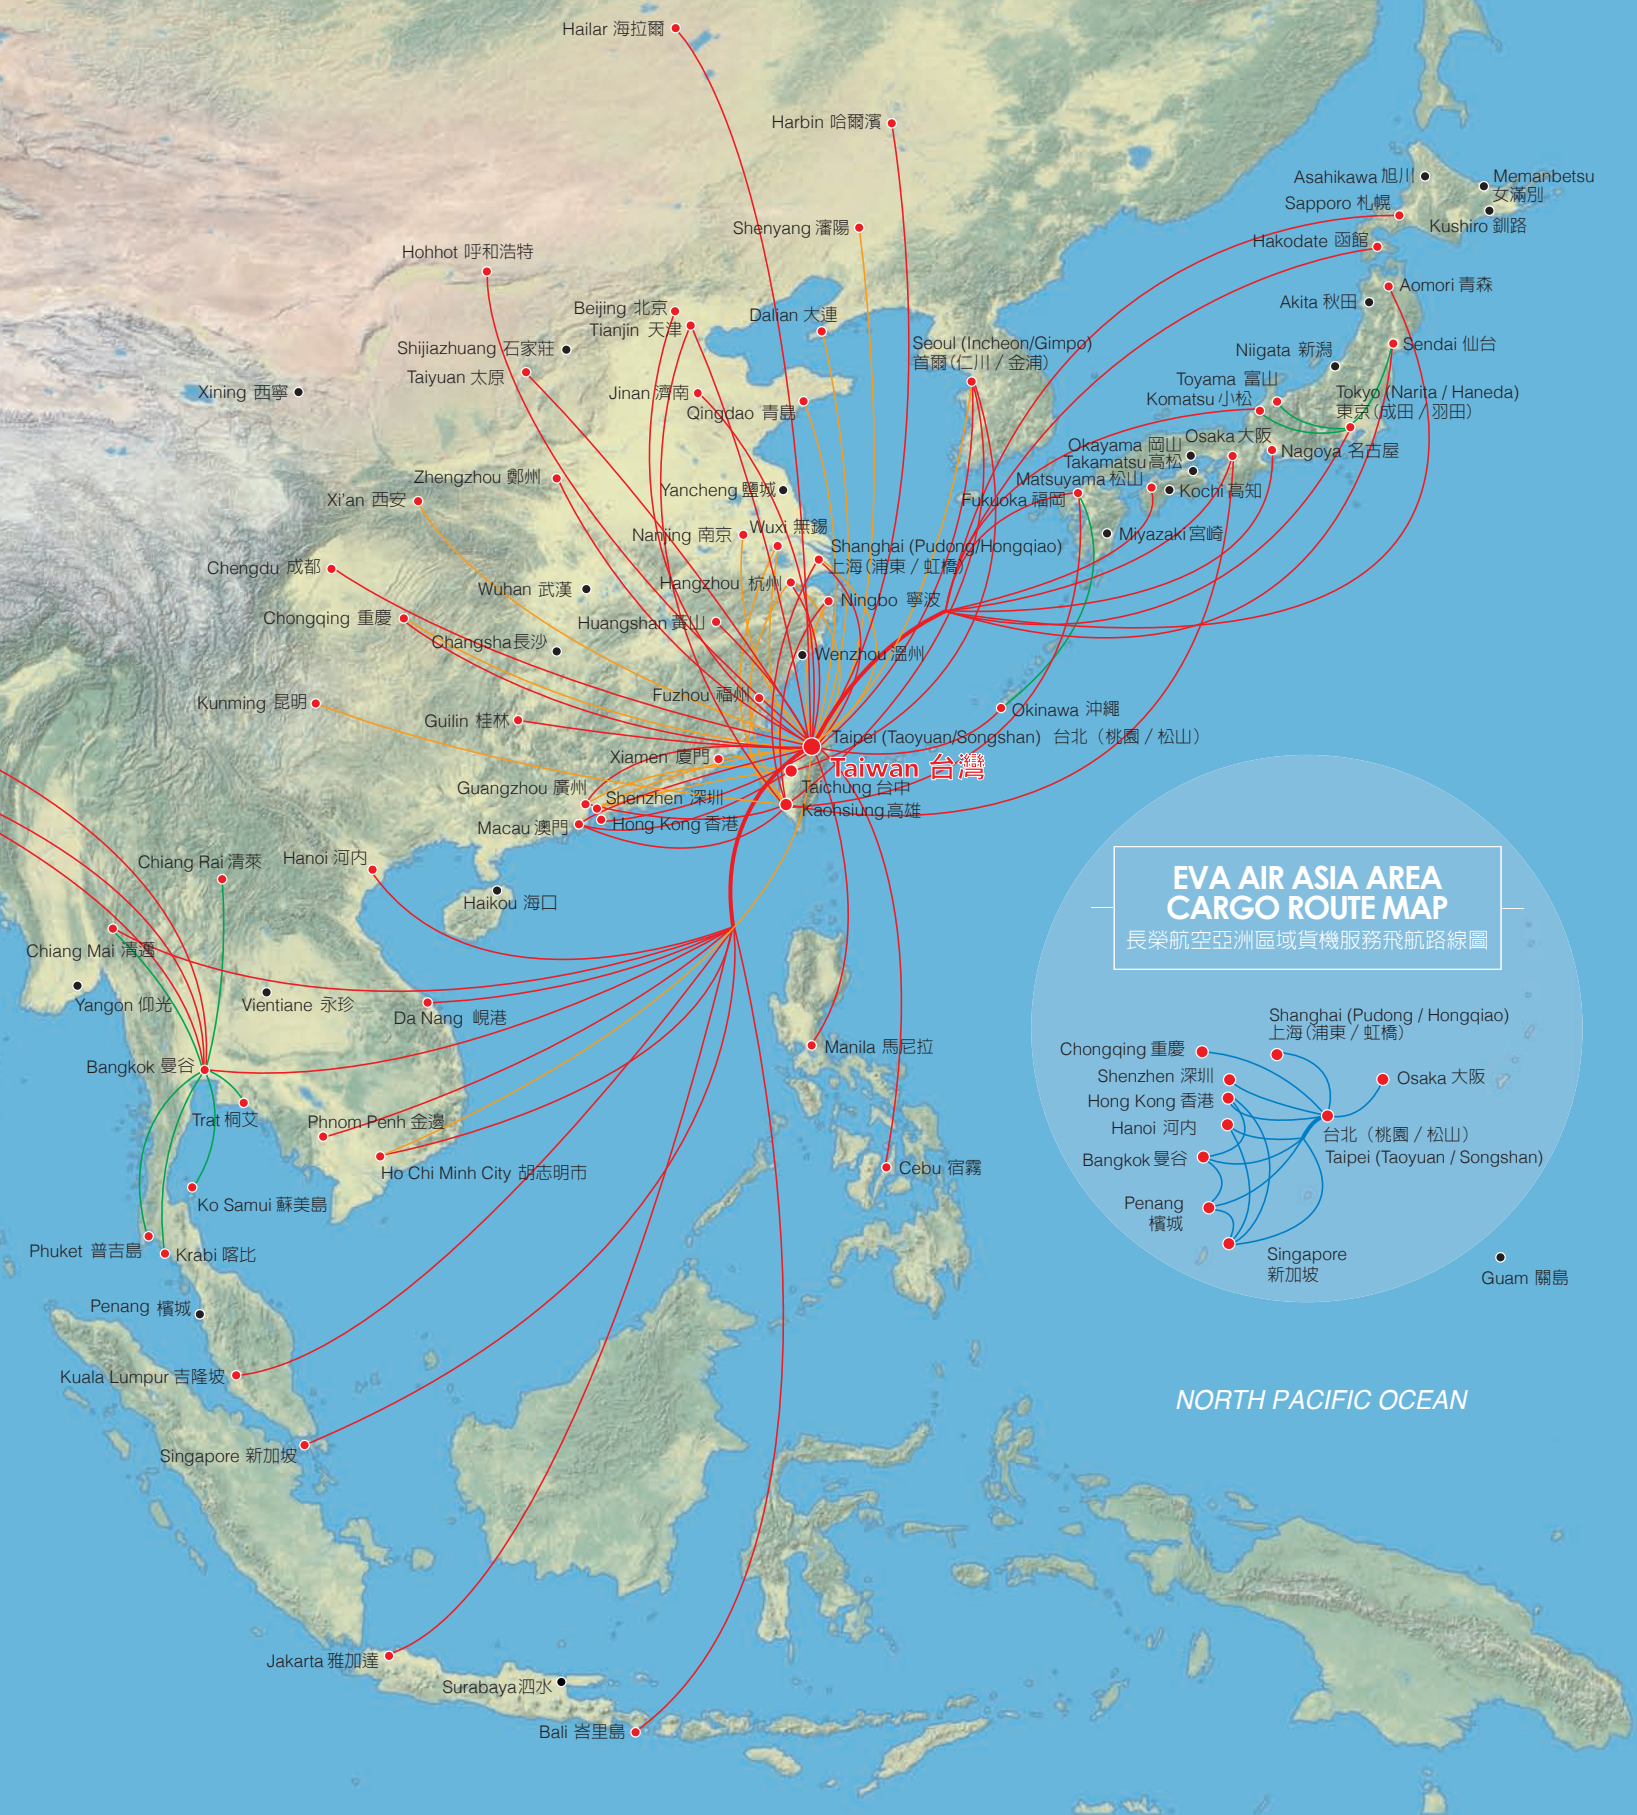 Hailar 海拉爾
Harbin 哈爾濱
Asahikawa 旭川
Memanbetsu
女滿別
Sapporo 札幌
Kushiro 釧路
Shenyang 瀋陽
Hakodate 函館
Hohhot 呼和浩特
Aomori 青森
Akita 秋田
Beijing 北京
Dalian 大連
Tianjin 天津
Seoul (Incheon/Gimpo)
首爾(仁川 / 金浦)
Sendai 仙台
Shijiazhuang 石家莊
Niigata 新潟
Taiyuan 太原
Toyama 富山
Xining 西寧
Jinan 濟南
Tokyo (Narita / Haneda)
東京(成田 / 羽田)
Komatsu 小松
Qingdao 青島
Okayama 岡山
Osaka 大阪
Nagoya 名古屋
Takamatsu 高松
Zhengzhou 鄭州
Matsuyama 松山
Yancheng 鹽城
Kochi 高知
Xi'an 西安
Fukuoka 福岡
Nanjing 南京
Wuxi 無錫
Miyazaki 宮崎
Shanghai (Pudong/Hongqiao)
上海(浦東 / 虹橋)
Chengdu 成都
Hangzhou 杭州
Wuhan 武漢
Ningbo 寧波
Chongqing 重慶
Huangshan 黃山
Changsha 長沙
Wenzhou 溫州
Fuzhou 福州
Kunming 昆明
Guilin 桂林
Okinawa 沖繩
Taipei (Taoyuan/Songshan) 台北(桃園 / 松山)
Xiamen 廈門
Taiwan 台灣
Guangzhou 廣州
Taichung 台中
Shenzhen 深圳
Kaohsiung 高雄
Macau 澳門
Hong Kong 香港
Chiang Rai 清萊
Hanoi 河内
Haikou 海口
EVA AIR ASIA AREA
CARGO ROUTE MAP
長榮航空亞洲區域貨機服務飛航路線圖
Chiang Mai 清邁
Yangon 仰光
Vientiane 永珍
Da Nang 峴港
Shanghai (Pudong / Hongqiao)
上海(浦東 / 虹橋)
Manila 馬尼拉
Chongqing 重慶
Bangkok 曼谷
Shenzhen 深圳
Osaka 大阪
Hong Kong 香港
Trat 桐艾
Phnom Penh 金邊
Hanoi 河内
台北(桃園 / 松山)
Taipei (Taoyuan / Songshan)
Bangkok 曼谷
Ho Chi Minh City 胡志明市
Cebu 宿霧
Ko Samui 蘇美島
Penang
檳城
Phuket 普吉島
Krabi 喀比
Singapore
新加坡
Guam 關島
Penang 檳城
Kuala Lumpur 吉隆坡
NORTH PACIFIC OCEAN
Singapore 新加坡
Jakarta 雅加達
Surabaya 泗水
Bali 峇里島